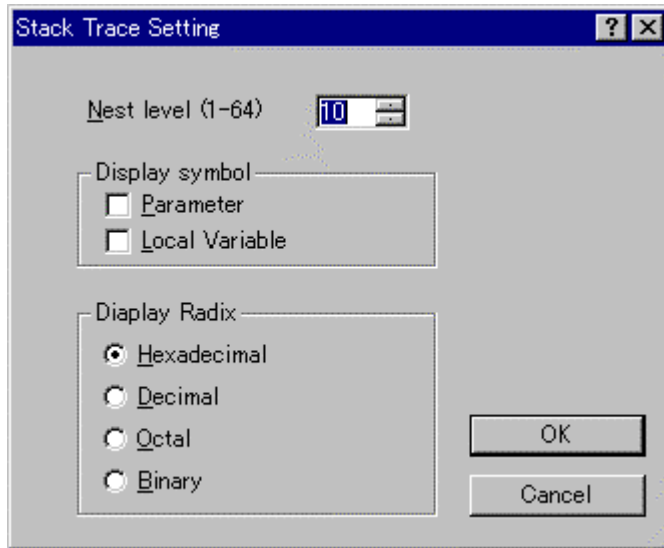 Stack Trace Setting
Nest level (1-64) 10
Display symbol
Parameter
Local Variable
Diaplay Radix
Hexadecimal
Decimal
Octal
Binary
OK
Cancel